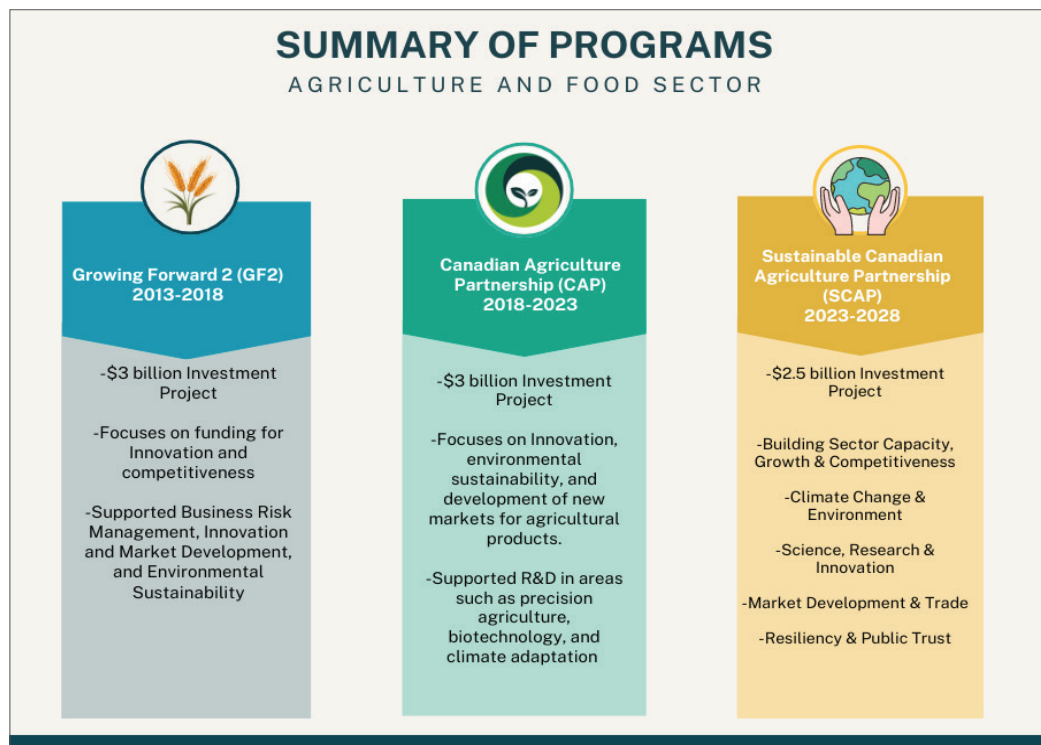 SUMMARY OF PROGRAMS
AGRICULTURE AND FOOD SECTOR
Growing Forward 2 (GF2)
2013-2018
-$3 billion Investment
Project
-Focuses on funding for
Innovation and
competitiveness
-Supported Business Risk
Management, Innovation
and Market Development,
and Environmental
Sustainability
Canadian Agriculture
Partnership (CAP)
2018-2023
-$3 billion Investment
Project
-Focuses on Innovation,
environmental
sustainability, and
development of new
markets for agricultural
products.
-Supported R&D in areas
such as precision
agriculture,
biotechnology, and
climate adaptation
Sustainable Canadian
Agriculture Partnership
(SCAP)
2023-2028
-$2.5 billion Investment
Project
-Building Sector Capacity,
Growth & Competitiveness
-Climate Change &
Environment
-Science, Research &
Innovation
-Market Development & Trade
-Resiliency & Public Trust